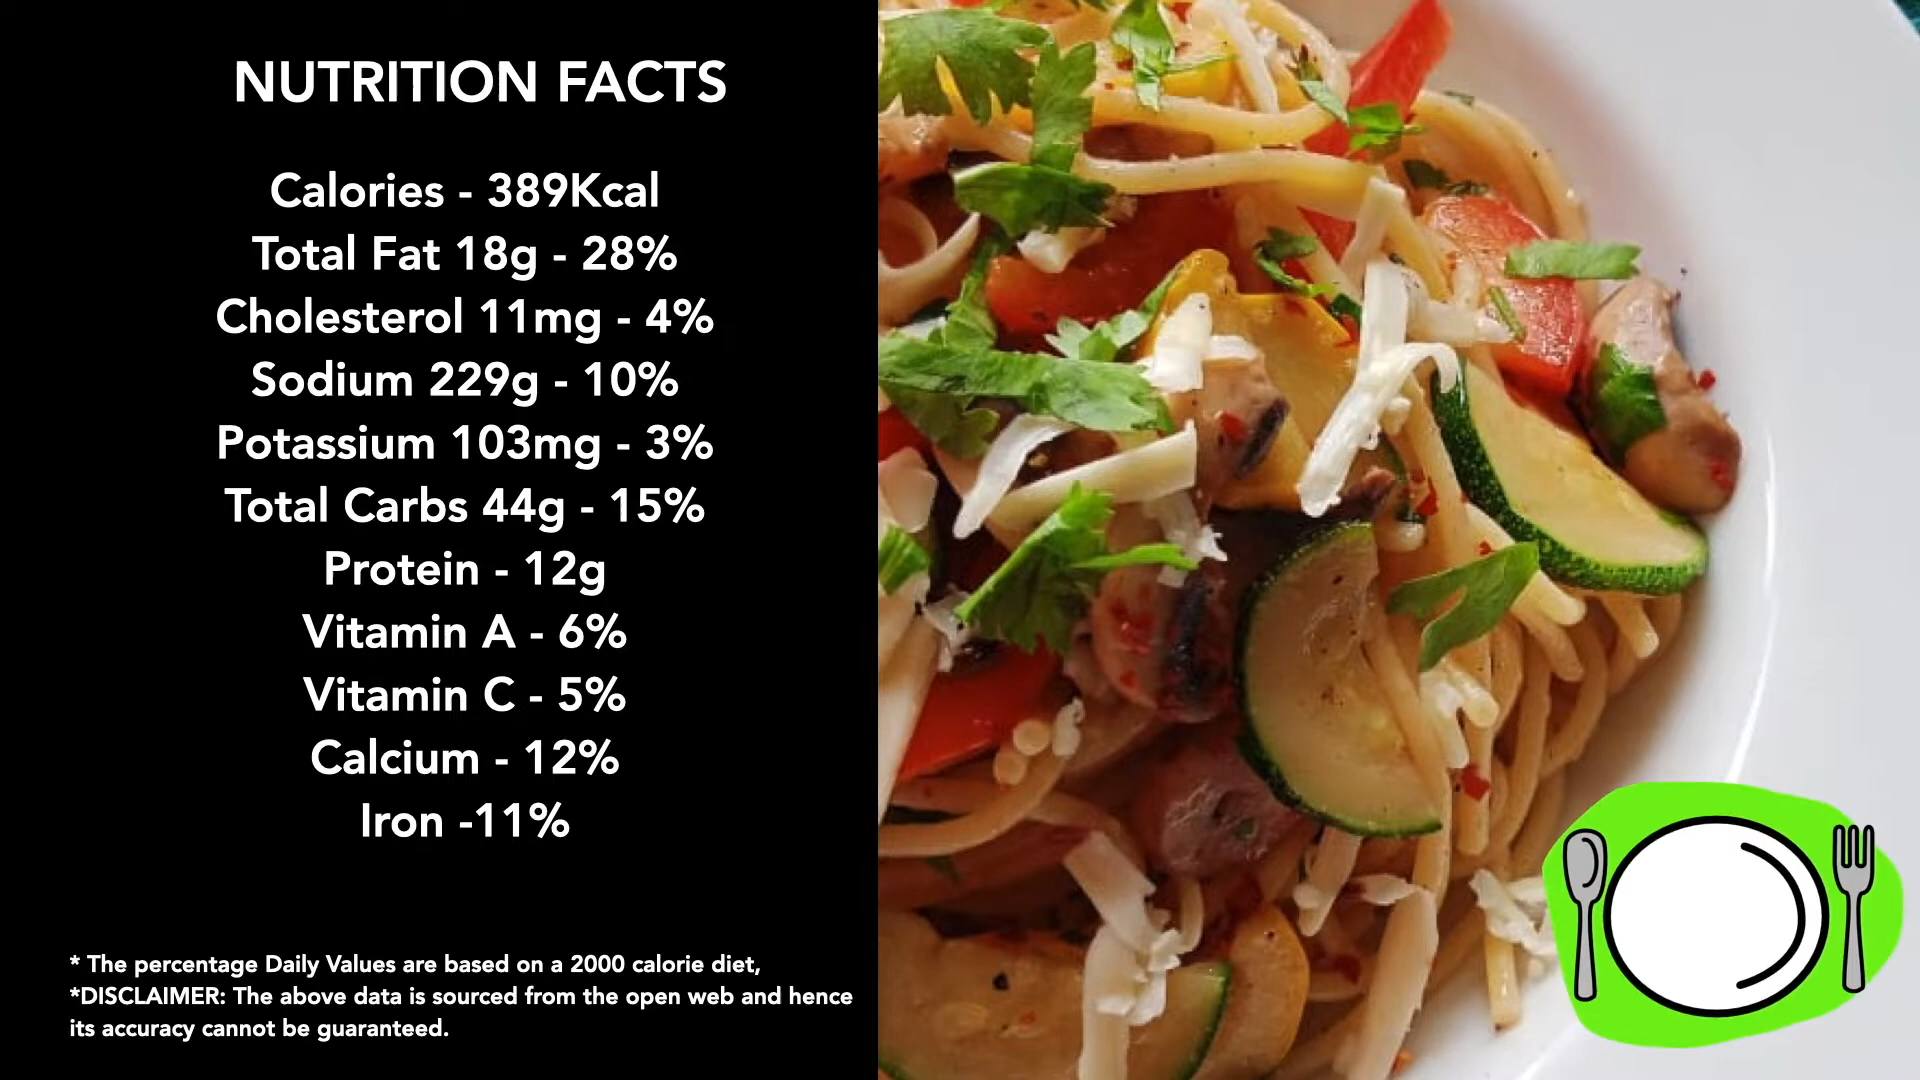 NUTRITION FACTS
Calories - 389Kcal
Total Fat 18g - 28%
Cholesterol 11mg - 4%
Sodium 229g - 10%
Potassium 103mg - 3%
Total Carbs 44g - 15%
Protein - 12g
Vitamin A - 6%
Vitamin C - 5%
Calcium - 12%
Iron -11%
* The percentage Daily Values are based on a 2000 calorie diet,
*DISCLAIMER: The above data is sourced from the open web and hence
its accuracy cannot be guaranteed.